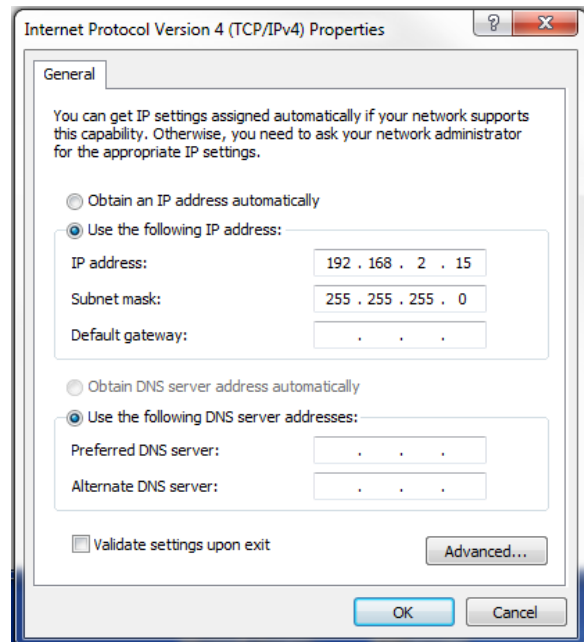 Internet Protocol Version 4 (TCP/IPv4) Properties
?
General
You can get IP settings assigned automatically if your network supports
this capability. Otherwise, you need to ask your network administrator
for the appropriate IP settings.
Obtain an IP address automatically
Use the following IP address:
IP address: 192 . 168 . 2 . 15
Subnet mask: 255 . 255 . 255 . 0
Default gateway: . . .
Obtain DNS server address automatically
Use the following DNS server addresses:
Preferred DNS server: . . .
Alternate DNS server: . . .
Validate settings upon exit Advanced...
OK Cancel